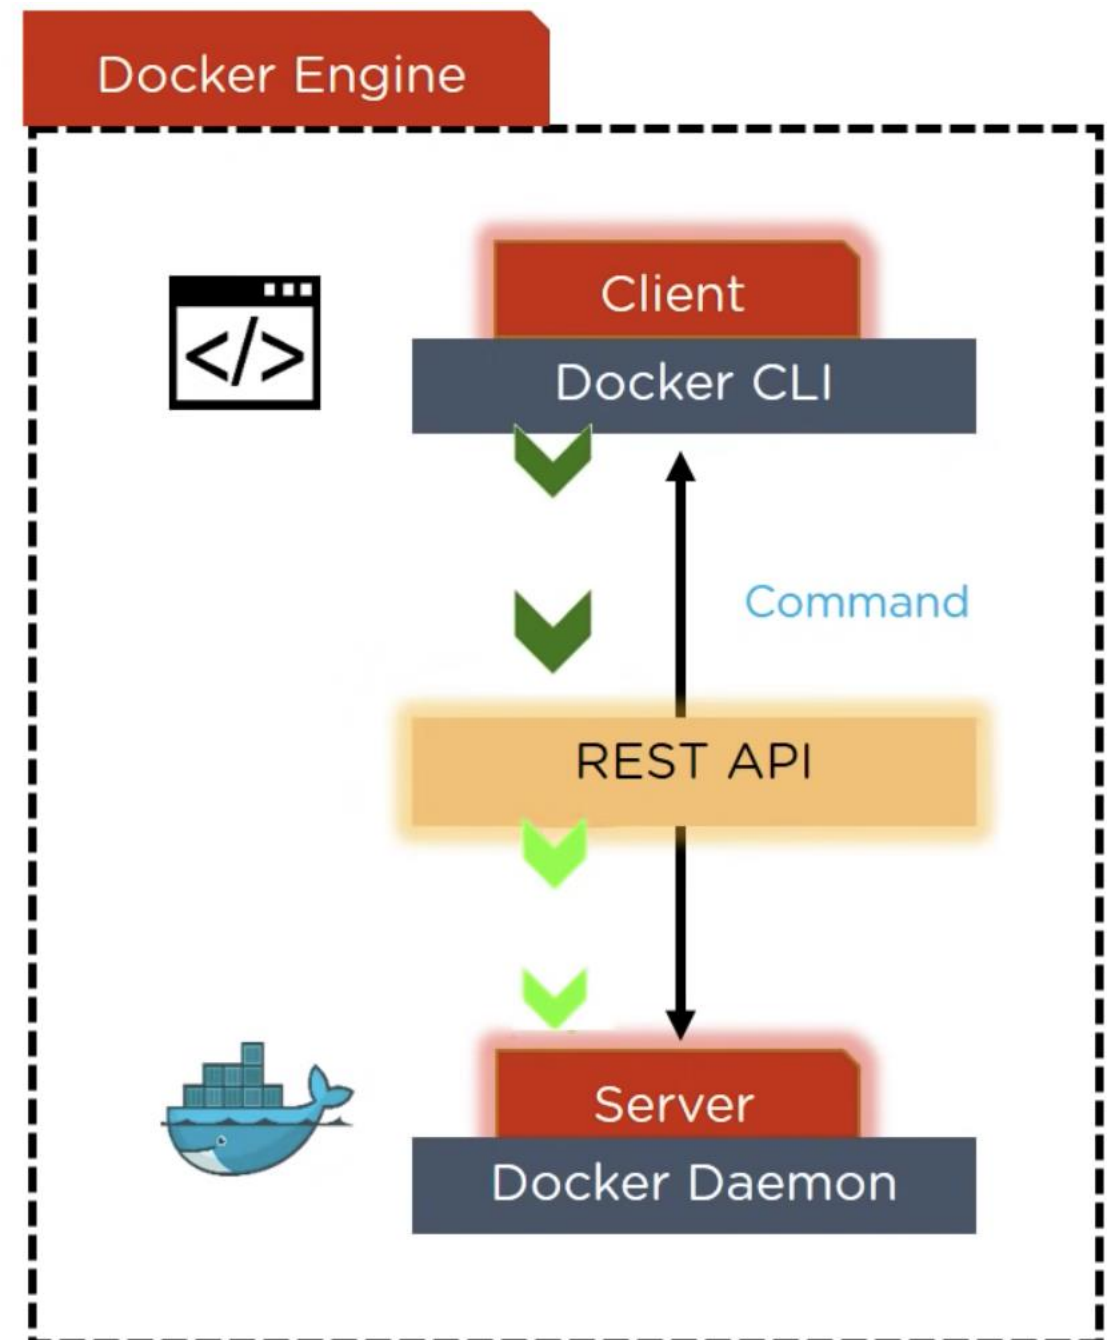 Docker Engine
Client
Docker CLI
Command
REST API
Server
Docker Daemon